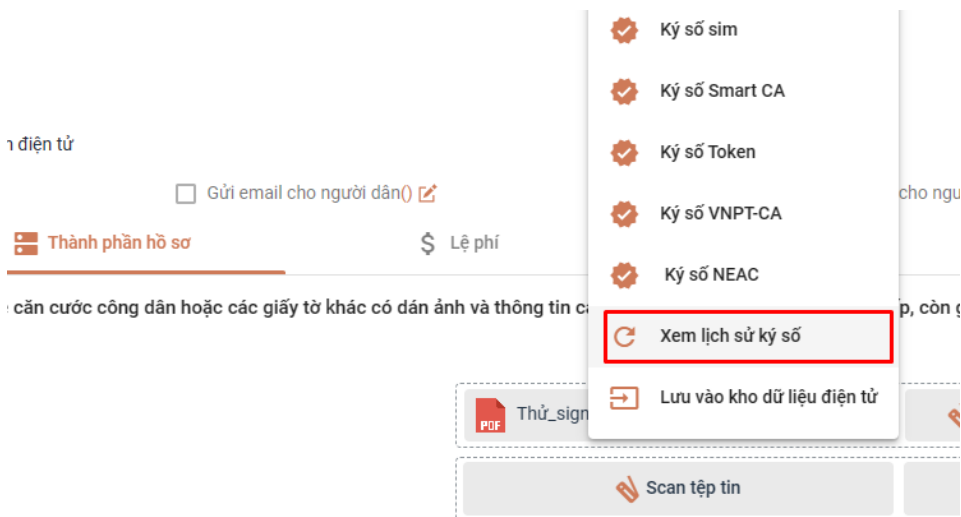 Ký số sim
Ký số Smart CA
điện tử
Ký số Token
Gửi email cho người dân()
cho
Ký số VNPT-CA
Thành phần hồ sơ
$ Lệ phí
Ký số NEAC
căn cước công dân hoặc các giấy tờ khác có dán ảnh và thông tin
còn
Xem lịch sử ký số
Lưu vào kho dữ liệu điện tử
PDF
Thử_sign
Scan tệp tin